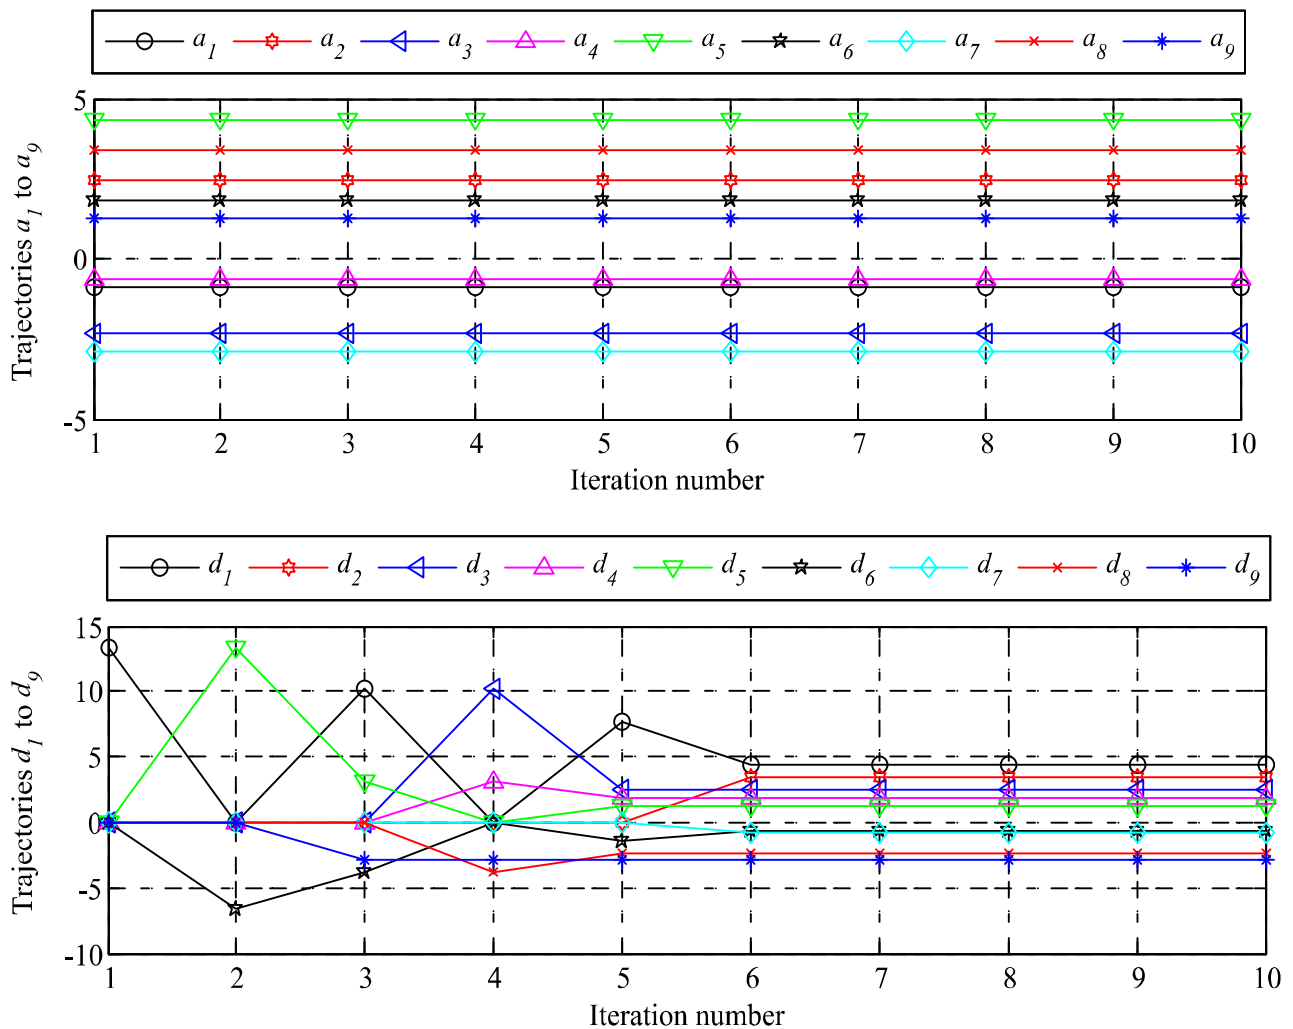 a1 a2 a3 a4 a5 a6 a7 a8 a9
5
0
-5
Trajectories a1 to a9
1 2 3 4 5 6 7 8 9 10
Iteration number
d1 d2 d3 d4 d5 d6 d7 d8 d9
15
10
5
0
-5
-10
Trajectories d1 to d9
1 2 3 4 5 6 7 8 9 10
Iteration number